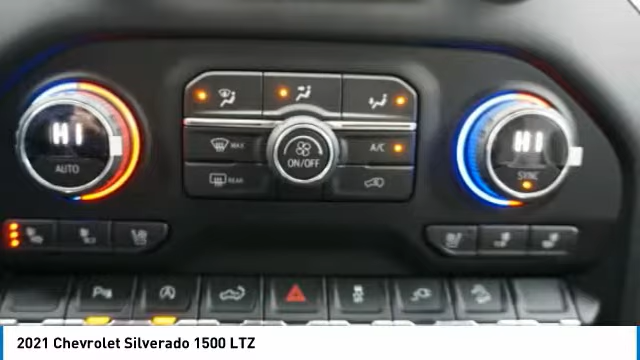 HI
AUTO
MAX
REAR
ON/OFF
A/C
HI
SYNC
P
A
2021 Chevrolet Silverado 1500 LTZ